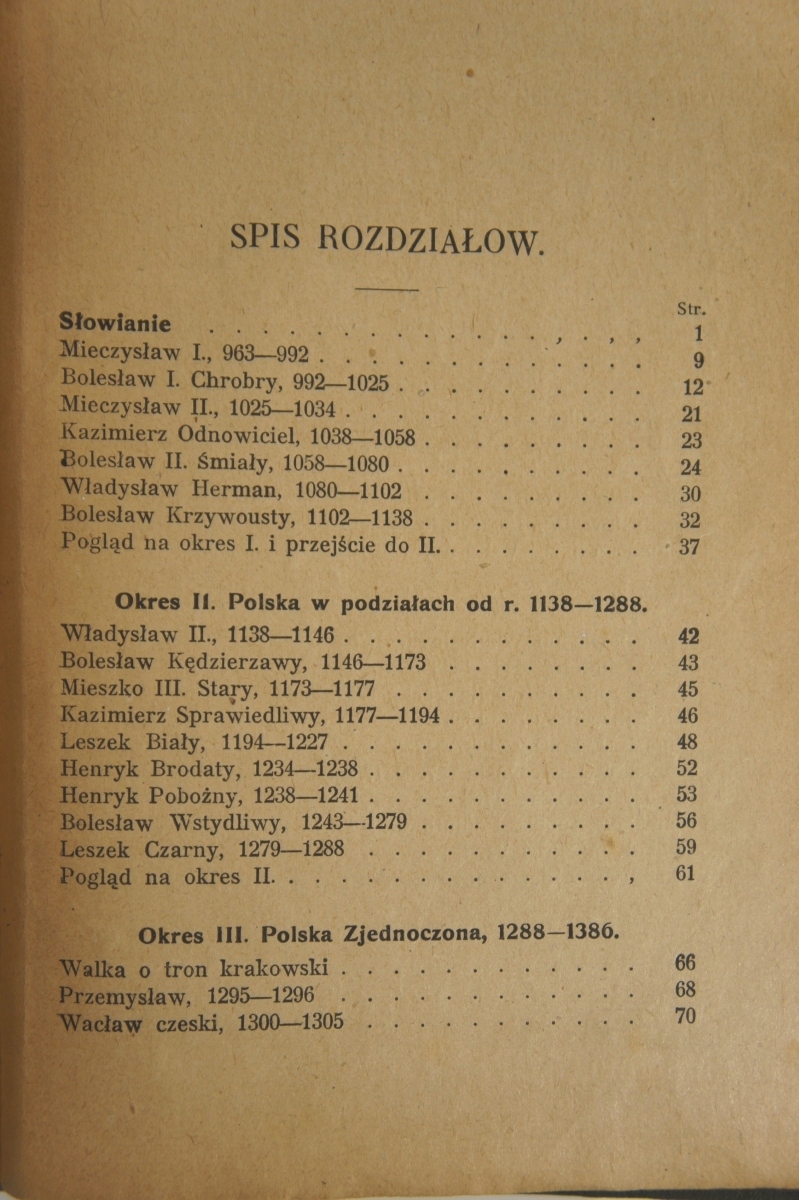 SPIS ROZDZIAŁOW.
Str.
Słowianie . . . . . . . . . . . . . , . , , 1
Mieczysław I., 963—992 . . . . . . . . . . . . . 9
Bolesław I. Chrobry, 992—1025 . . . . . . . . . . 12
Mieczysław II., 1025—1034 . . . . . . . . . . . . 21
Kazimierz Odnowiciel, 1038—1058 . . . . . . . . . 23
Bolesław II. Śmiały, 1058—1080 . . . . . . . . . . 24
Władysław Herman, 1080—1102 . . . . . . . . . 30
Bolesław Krzywousty, 1102—1138 . . . . . . . . . 32
Pogląd na okres I. i przejście do II. . . . . . . . . 37
Okres II. Polska w podziałach od r. 1138—1288.
Władysław II., 1138—1146 . . . . . . . . . . . . 42
Bolesław Kędzierzawy, 1146—1173 . . . . . . . . 43
Mieszko III. Stary, 1173—1177 . . . . . . . . . . 45
Kazimierz Sprawiedliwy, 1177—1194 . . . . . . . . 46
Leszek Biały, 1194—1227 . . . . . . . . . . . . 48
Henryk Brodaty, 1234—1238 . . . . . . . . . . . 52
Henryk Pobożny, 1238—1241 . . . . . . . . . . . 53
Bolesław Wstydliwy, 1243—1279 . . . . . . . . . 56
Leszek Czarny, 1279—1288 . . . . . . . . . . . 59
Pogląd na okres II. . . . . . . . . . . . . . . , 61
Okres III. Polska Zjednoczona, 1288—1386.
Walka o tron krakowski . . . . . . . . . . . . 66
Przemysław, 1295—1296 . . . . . . . . . . . . 68
Wacław czeski, 1300—1305 . . . . . . . . . . . 70